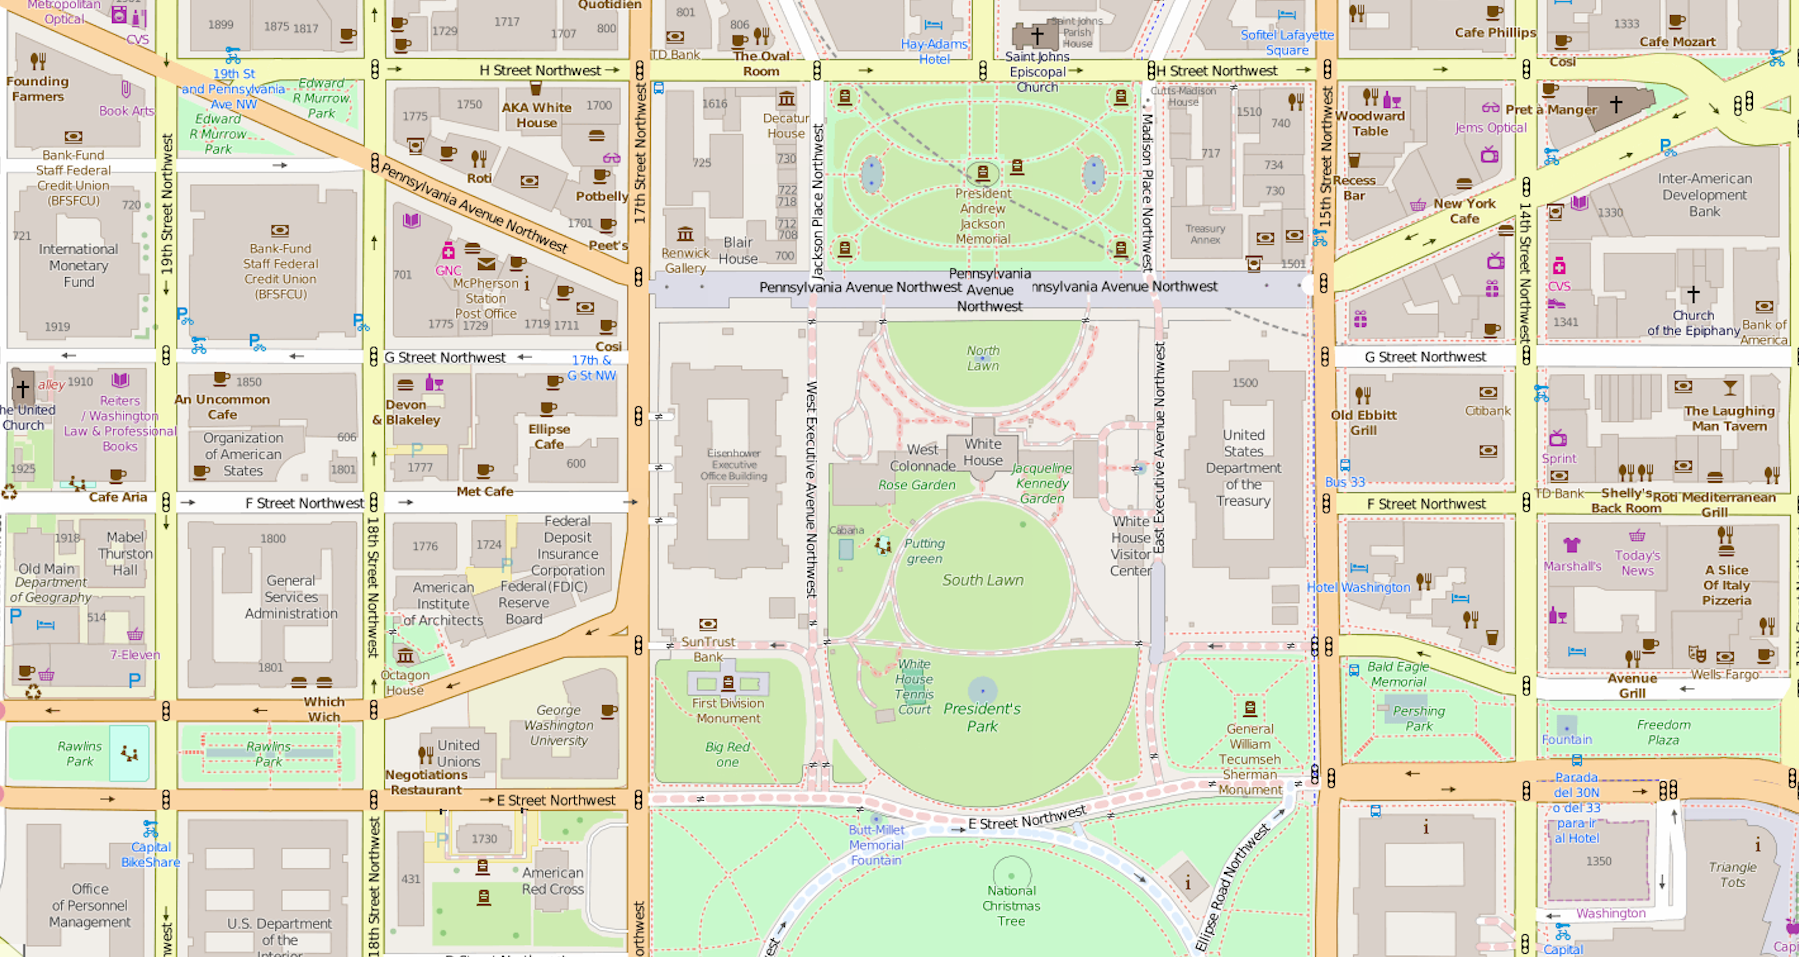 Metropolitan
Optical
CVS
1899
1875
1817
1729
1717
1707
800
Quotidien
801
TD Bank
806
The Oval
Room
Hay-Adams
Hotel
Saint Johns
Parish
House
Saint Johns
Episcopal
Church
Sofitel Lafayette
Square
Cafe Phillips
1333
Cafe Mozart
Cosi
H Street Northwest
H Street Northwest
Founding
Farmers
Book Arts
19th St
and Pennsylvania
Ave NW
Edward
R Murrow
Park
Edward
R Murrow
Park
1750
AKA White
House
1700
1775
Roti
Potbelly
1701
Peet's
1616
Decatur
House
725
730
722
718
712
708
700
Renwick
Gallery
Blair
House
Cutts-Madison
House
1510
740
717
734
730
Treasury
Annex
1501
Woodward
Table
Jems Optical
Pret à Manger
Recess
Bar
New York
Cafe
Inter-American
Development
Bank
1330
President
Andrew
Jackson
Memorial
Bank-Fund
Staff Federal
Credit Union
(BFSFCU)
720
721
International
Monetary
Fund
1919
Bank-Fund
Staff Federal
Credit Union
(BFSFCU)
19th Street Northwest
Pennsylvania Avenue Northwest
17th Street Northwest
Jackson Place Northwest
Madison Place Northwest
15th Street Northwest
14th Street Northwest
GNC
701
McPherson
Station
Post Office
1775
1729
1719
1711
Cosi
Pennsylvania Avenue Northwest
Pennsylvania
Avenue
Northwest
nnsylvania Avenue Northwest
CVS
1341
Church
of the Epiphany
Bank of
America
G Street Northwest
17th &
G St NW
G Street Northwest
North
Lawn
alley
1910
The United
Church
Reiters
/ Washington
Law & Professional
Books
1925
Cafe Aria
1850
An Uncommon
Cafe
Organization
of American
States
606
1801
Devon
& Blakeley
Ellipse
Cafe
1777
600
Met Cafe
Eisenhower
Executive
Office Building
West Executive Avenue Northwest
East Executive Avenue Northwest
White
House
West
Colonnade
Rose Garden
Jacqueline
Kennedy
Garden
1500
United
States
Department
of the
Treasury
Old Ebbitt
Grill
Citibank
Bus 33
The Laughing
Man Tavern
Sprint
TD Bank
Shelly's
Back Room
Roti Mediterranean
Grill
F Street Northwest
F Street Northwest
1918
Mabel
Thurston
Hall
Old Main
Department
of Geography
514
7-Eleven
1800
General
Services
Administration
1801
18th Street Northwest
1776
1724
Federal
Deposit
Insurance
Corporation
(FDIC)
American
Institute
of Architects
Federal
Reserve
Board
Octagon
House
Which
Wich
Cabana
Putting
green
South Lawn
White
House
Visitor
Center
Hotel Washington
Marshall's
Today's
News
A Slice
Of Italy
Pizzeria
SunTrust
Bank
First Division
Monument
Big Red
one
White
House
Tennis
Court
President's
Park
General
William
Tecumseh
Sherman
Monument
Bald Eagle
Memorial
Pershing
Park
Avenue
Grill
Wells Fargo
Fountain
Freedom
Plaza
Rawlins
Park
Rawlins
Park
United
Unions
Negotiations
Restaurant
George
Washington
University
E Street Northwest
E Street Northwest
Capital
BikeShare
Office
of Personnel
Management
U.S. Department
of the
Interior
18th Street Northwest
1730
431
American
Red Cross
Butt-Millet
Memorial
Fountain
National
Christmas
Tree
Ellipse Road Northwest
Parada
del 30N
o del 33
para ir
al Hotel
1350
Triangle
Tots
Washington
Capital